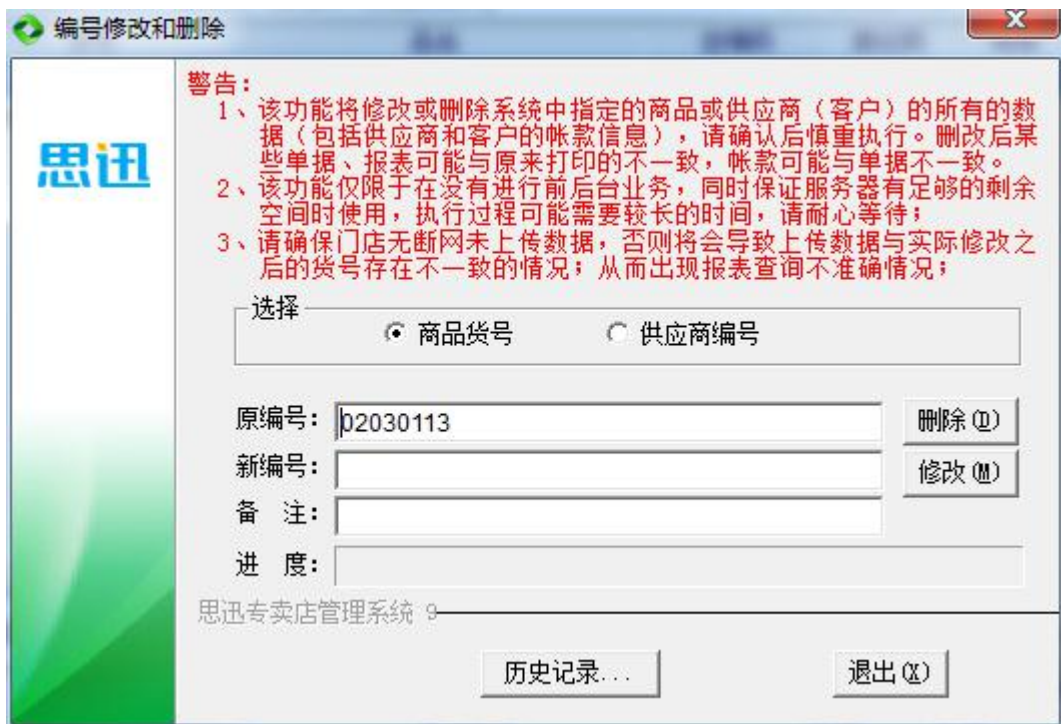 编号修改和删除
思迅
警告：
1、该功能将修改或删除系统中指定的商品或供应商（客户）的所有的数
据（包括供应商和客户的帐款信息），请确认后慎重执行。删改后某
些单据、报表可能与原来打印的不一致，帐款可能与单据不一致。
2、该功能仅限于在没有进行前后台业务，同时保证服务器有足够的剩余
空间时使用，执行过程可能需要较长的时间，请耐心等待；
3、请确保门店无断网未上传数据，否则将会导致上传数据与实际修改之
后的货号存在不一致的情况；从而出现报表查询不准确情况；
选择
商品货号 供应商编号
原编号： 02030113 删除(D)
新编号： 修改(M)
备 注：
进 度：
思迅专卖店管理系统 9
历史记录... 退出(X)